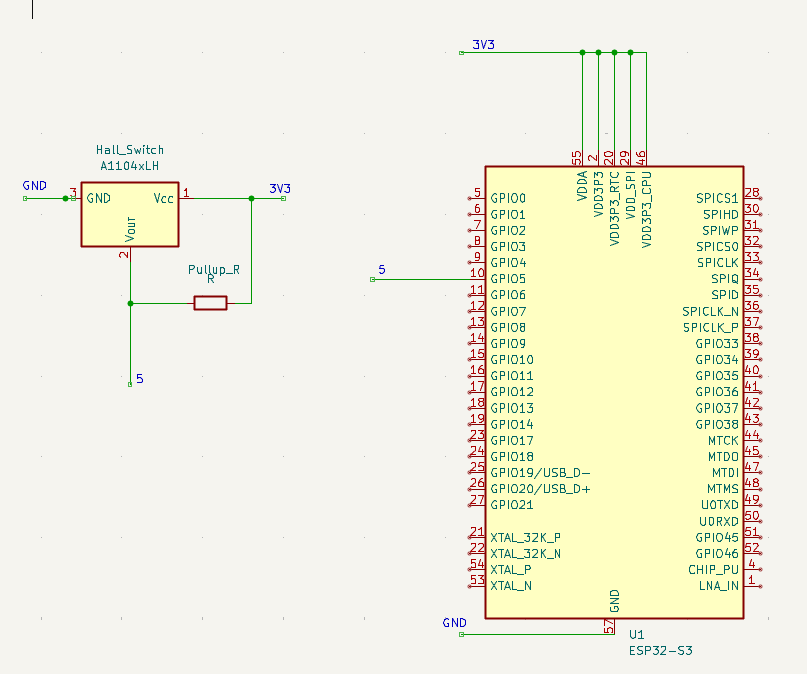 Hall_Switch
A1104xLH
GND
3
GND
Vcc
1
3V3
Vout
2
Pullup_R
R
5
3V3
55
2
20
29
46
VDDA
VDD3P3
VDD3P3_RTC
VDD_SPI
VDD3P3_CPU
5 GPIO0
6 GPIO1
7 GPIO2
8 GPIO3
9 GPIO4
5
10 GPIO5
11 GPIO6
12 GPIO7
13 GPIO8
14 GPIO9
15 GPIO10
16 GPIO11
17 GPIO12
18 GPIO13
19 GPIO14
23 GPIO17
24 GPIO18
25 GPIO19/USB_D-
26 GPIO20/USB_D+
27 GPIO21
21 XTAL_32K_P
22 XTAL_32K_N
54 XTAL_P
53 XTAL_N
SPICS1 28
SPIHD 30
SPIWP 31
SPICS0 32
SPICLK 33
SPIQ 34
SPID 35
SPICLK_N 36
SPICLK_P 37
GPIO33 38
GPIO34 39
GPIO35 40
GPIO36 41
GPIO37 42
GPIO38 43
MTCK 44
MTDO 45
MTDI 47
MTMS 48
U0TXD 49
U0RXD 50
GPIO45 51
GPIO46 52
CHIP_PU 4
LNA_IN 1
GND
57
GND
U1
ESP32-S3